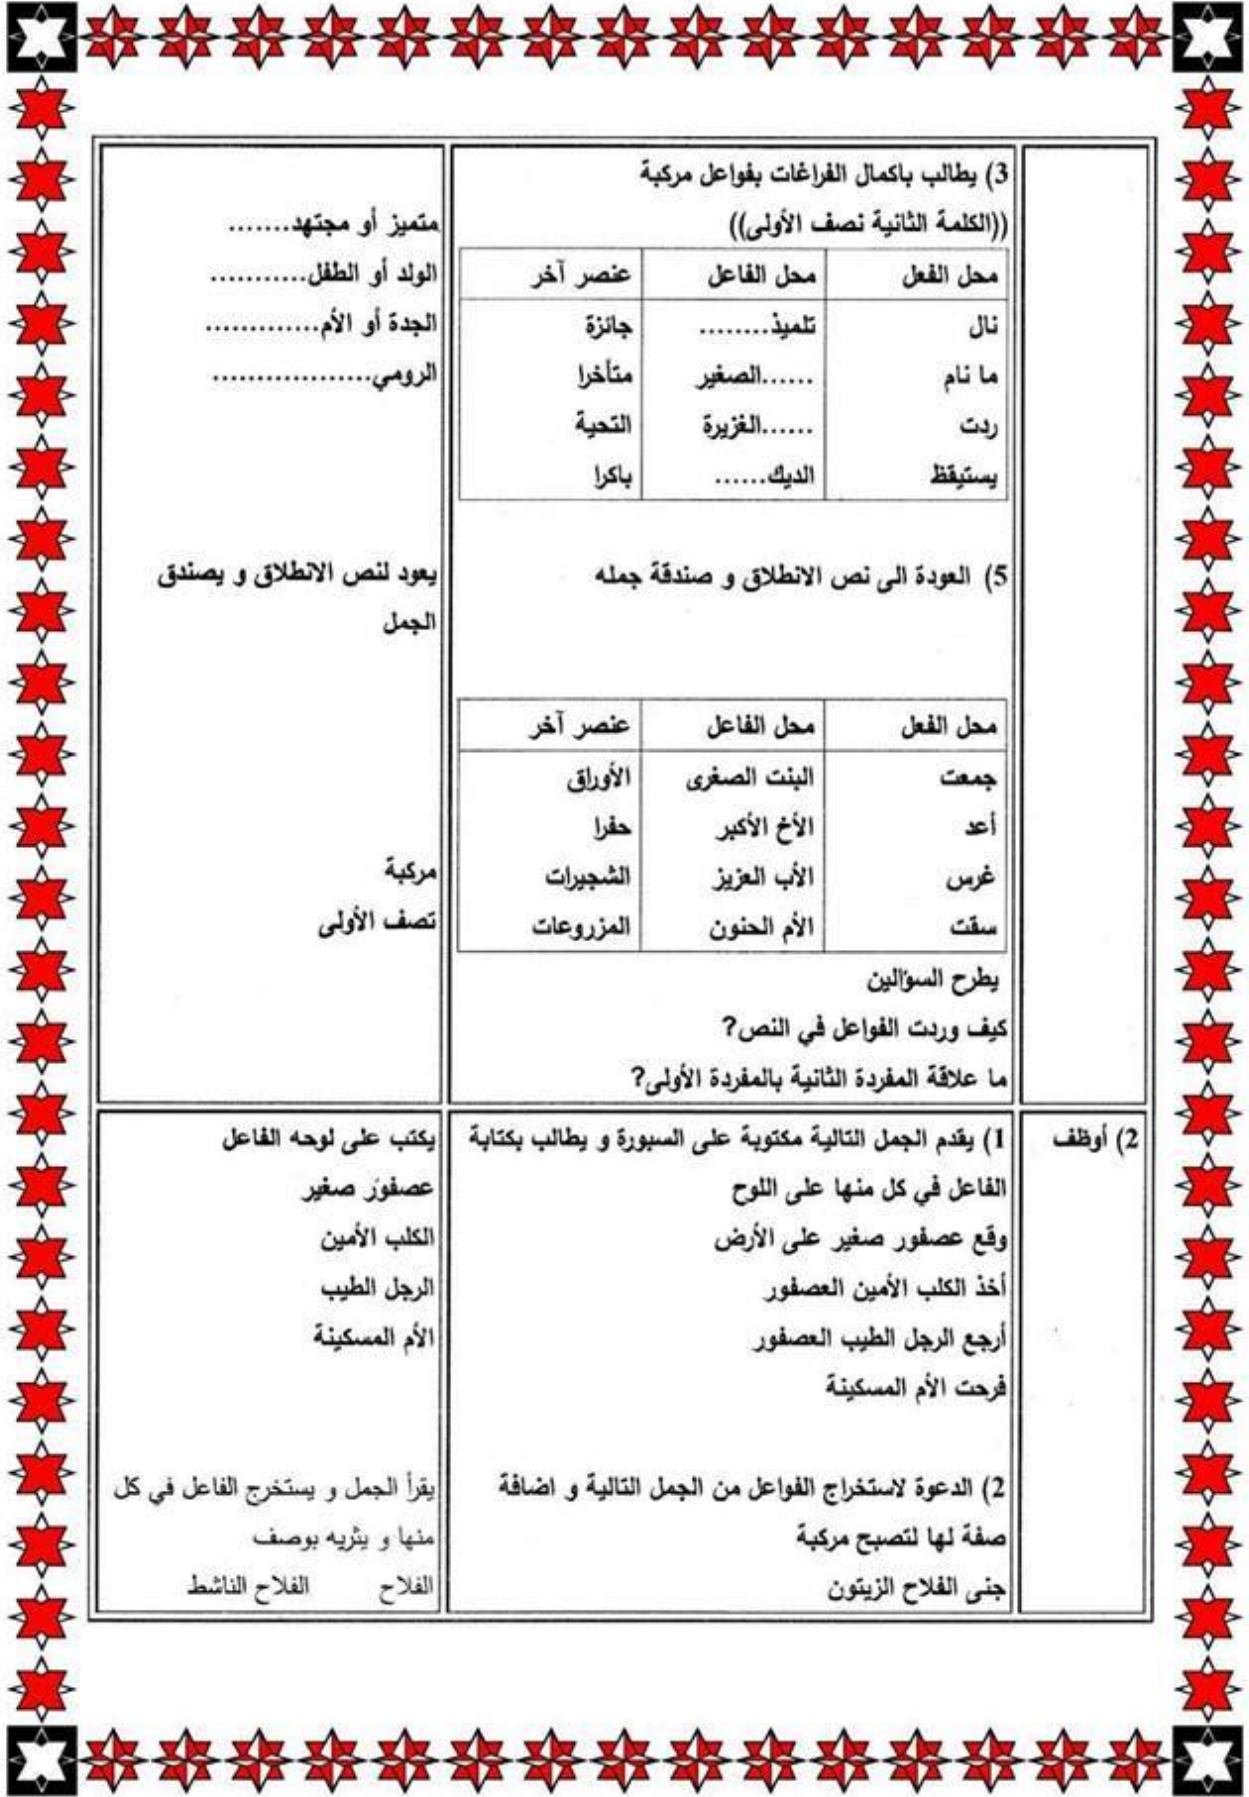 3) يطالب باكمال الفراغات بفواعل مركبة
((الكلمة الثانية نصف الأولى))
محل الفعل محل الفاعل عنصر آخر
نال تلميذ........ جائزة
ما نام ......الصغير متأخرا
ردت ......الغزيرة التحية
يستيقظ الديك...... باكرا
متميز أو مجتهد.......
الولد أو الطفل...........
الجدة أو الأم.............
الرومي..................
5) العودة الى نص الانطلاق و صندقة جمله
يعود لنص الانطلاق و يصندق
الجمل
محل الفعل محل الفاعل عنصر آخر
جمعت البنت الصغرى الأوراق
أعد الأخ الأكبر حفرا
غرس الأب العزيز الشجيرات
سقت الأم الحنون المزروعات
يطرح السؤالين
كيف وردت الفواعل في النص?
ما علاقة المفردة الثانية بالمفردة الأولى?
مركبة
تصف الأولى
2) أوظف
1) يقدم الجمل التالية مكتوبة على السبورة و يطالب بكتابة
الفاعل في كل منها على اللوح
وقع عصفور صغير على الأرض
أخذ الكلب الأمين العصفور
أرجع الرجل الطيب العصفور
فرحت الأم المسكينة
يكتب على لوحه الفاعل
عصفور صغير
الكلب الأمين
الرجل الطيب
الأم المسكينة
2) الدعوة لاستخراج الفواعل من الجمل التالية و اضافة
صفة لها لتصبح مركبة
جنى الفلاح الزيتون
يقرأ الجمل و يستخرج الفاعل في كل
منها و يثريه بوصف
الفلاح الفلاح الناشط